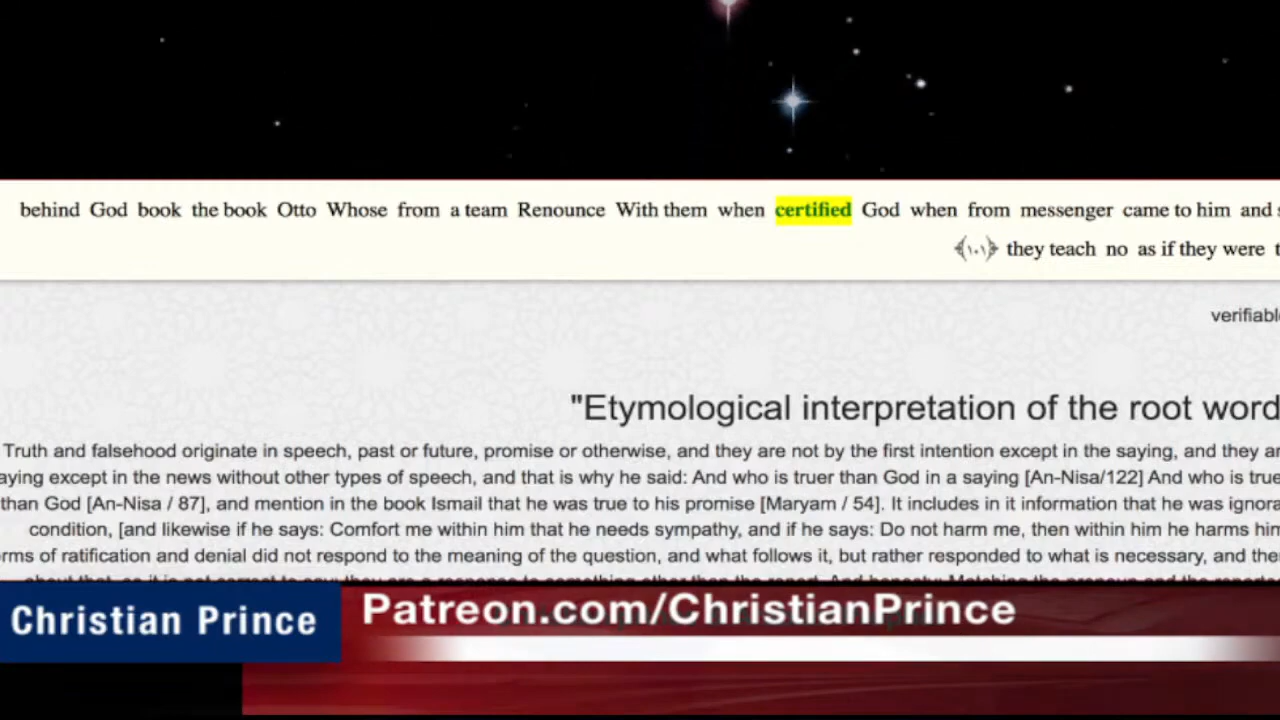 behind God book the book Otto Whose from a team Renounce With them when certified God when from messenger came to him and
they teach no as if they were
verifiable
"Etymological interpretation of the root word
Truth and falsehood originate in speech, past or future, promise or otherwise, and they are not by the first intention except in the saying, and they
except in the news without other types of speech, and that is why he said: And who is truer than God in a saying [An-Nisa/122] And who is true
than God [An-Nisa / 87], and mention in the book Ismail that he was true to his promise [Maryam / 54]. It includes in it information that he was
condition, [and likewise if he says: Comfort me within him that he needs sympathy, and if he says: Do not harm me, then within him he harms him
of ratification and denial did not respond to the meaning of the question, and what follows it, but rather responded to what is necessary, and
Christian Prince
Patreon.com/ChristianPrince